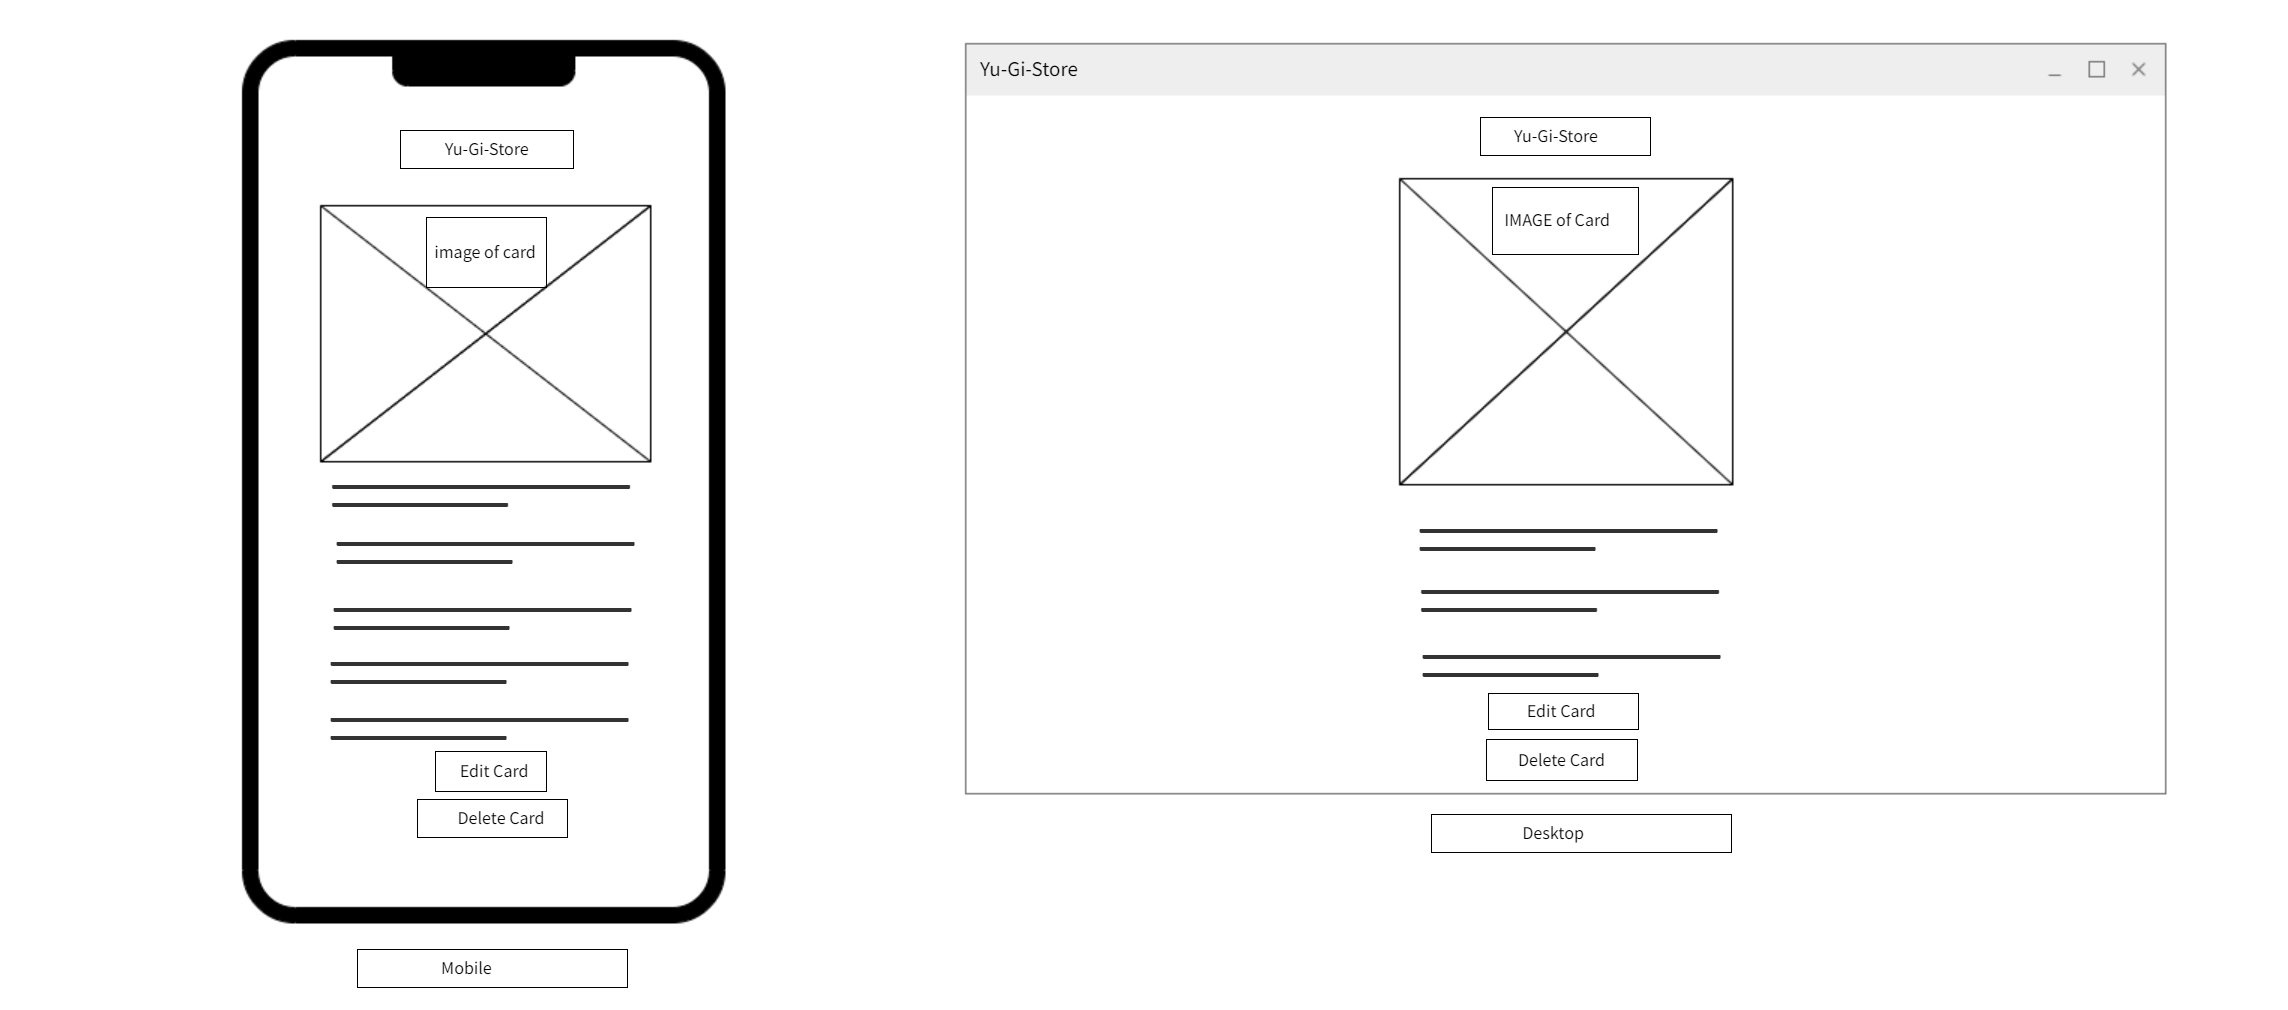 Yu-Gi-Store
image of card
Edit Card
Delete Card
Mobile
Yu-Gi-Store
Yu-Gi-Store
IMAGE of Card
Edit Card
Delete Card
Desktop